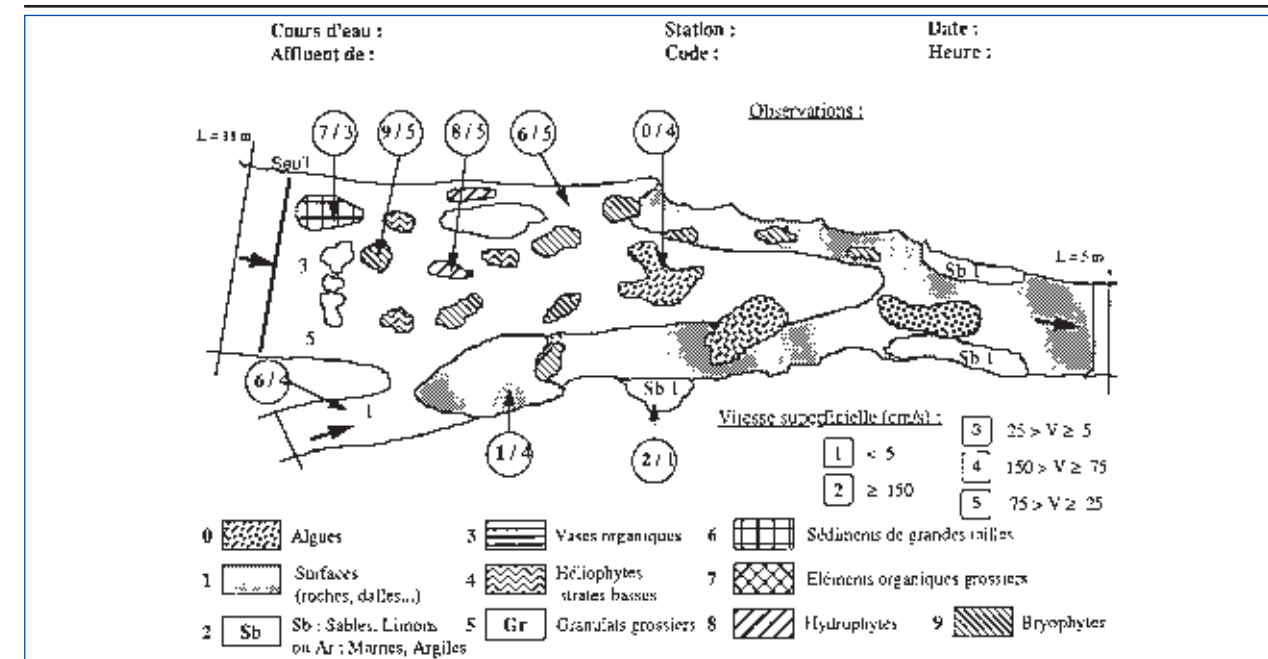 Cours d'eau : Station : Date :
Affluent de : Code : Heure :
Observations :
7 / 3 9 / 5 8 / 5 6 / 5 0 / 4
Seuil
3
L = 5 m
Sb 1
5
Sb 1
6 / 4
Sb 1
1
1 / 4
2 / 1
Vitesse superficielle (cm/s) :
1 < 5
2 ≥ 150
3 25 > V ≥ 5
4 150 > V ≥ 75
5 75 > V ≥ 25
0 Algues
3 Vases organiques
6 Sédiments de grandes tailles
1 Surfaces
(roches, dalles...)
4 Héliophytes
strates basses
7 Eléments organiques grossiers
2 Sb Sb : Sables, Limons
ou Ar : Marnes, Argiles
5 Gr Granulats grossiers
8 Hydrophytes
9 Bryophytes